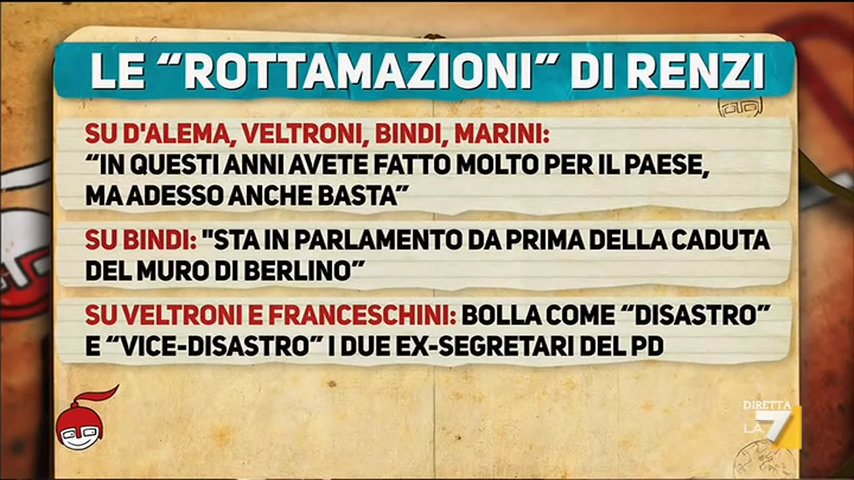 LE “ROTTAMAZIONI” DI RENZI
SU D'ALEMA, VELTRONI, BINDI, MARINI:
“IN QUESTI ANNI AVETE FATTO MOLTO PER IL PAESE,
MA ADESSO ANCHE BASTA”
SU BINDI: "STA IN PARLAMENTO DA PRIMA DELLA CADUTA
DEL MURO DI BERLINO”
SU VELTRONI E FRANCESCHINI: BOLLA COME “DISASTRO”
E “VICE-DISASTRO” I DUE EX-SEGRETARI DEL PD
DIRETTA
LA 7